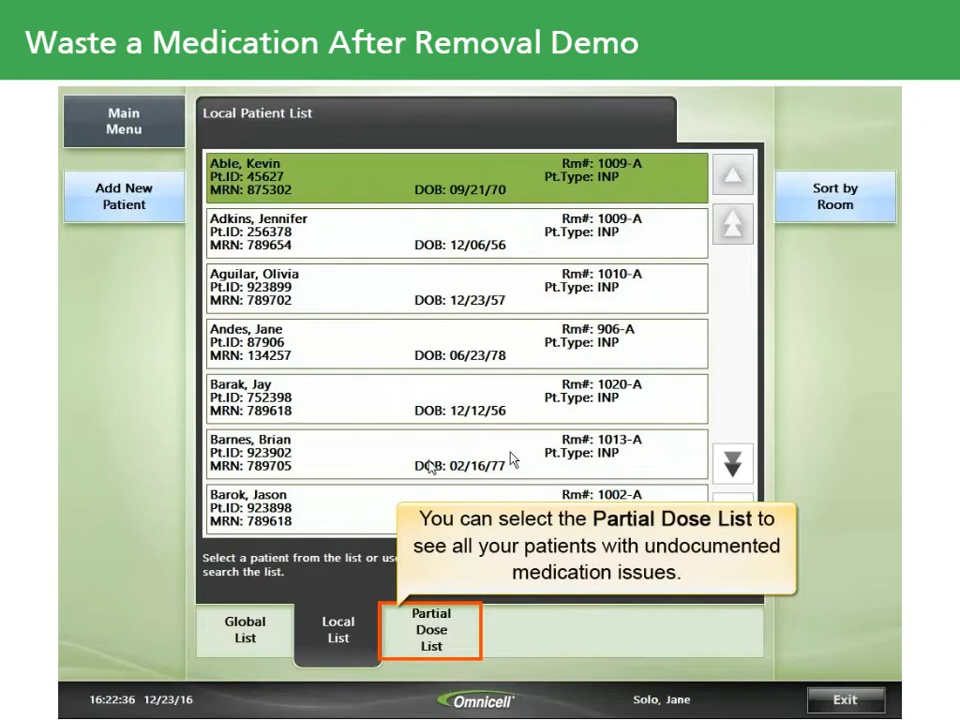 Waste a Medication After Removal Demo
Main
Menu
Add New
Patient
Local Patient List
Able, Kevin Rm#: 1009-A
Pt.ID: 45627 Pt.Type: INP
MRN: 875302 DOB: 09/21/70
Adkins, Jennifer Rm#: 1009-A
Pt.ID: 256378 Pt.Type: INP
MRN: 789654 DOB: 12/06/56
Aguilar, Olivia Rm#: 1010-A
Pt.ID: 923899 Pt.Type: INP
MRN: 789702 DOB: 12/23/57
Andes, Jane Rm#: 906-A
Pt.ID: 87906 Pt.Type: INP
MRN: 134257 DOB: 06/23/78
Barak, Jay Rm#: 1020-A
Pt.ID: 752398 Pt.Type: INP
MRN: 789618 DOB: 12/12/56
Barnes, Brian Rm#: 1013-A
Pt.ID: 923902 Pt.Type: INP
MRN: 789705 DOB: 02/16/77
Barok, Jason Rm#: 1002-A
Pt.ID: 923898
MRN: 789618
Sort by
Room
You can select the Partial Dose List to
see all your patients with undocumented
medication issues.
Select a patient from the list or
search the list.
Global
List
Local
List
Partial
Dose
List
16:22:36 12/23/16 Omnicell Solo, Jane Exit